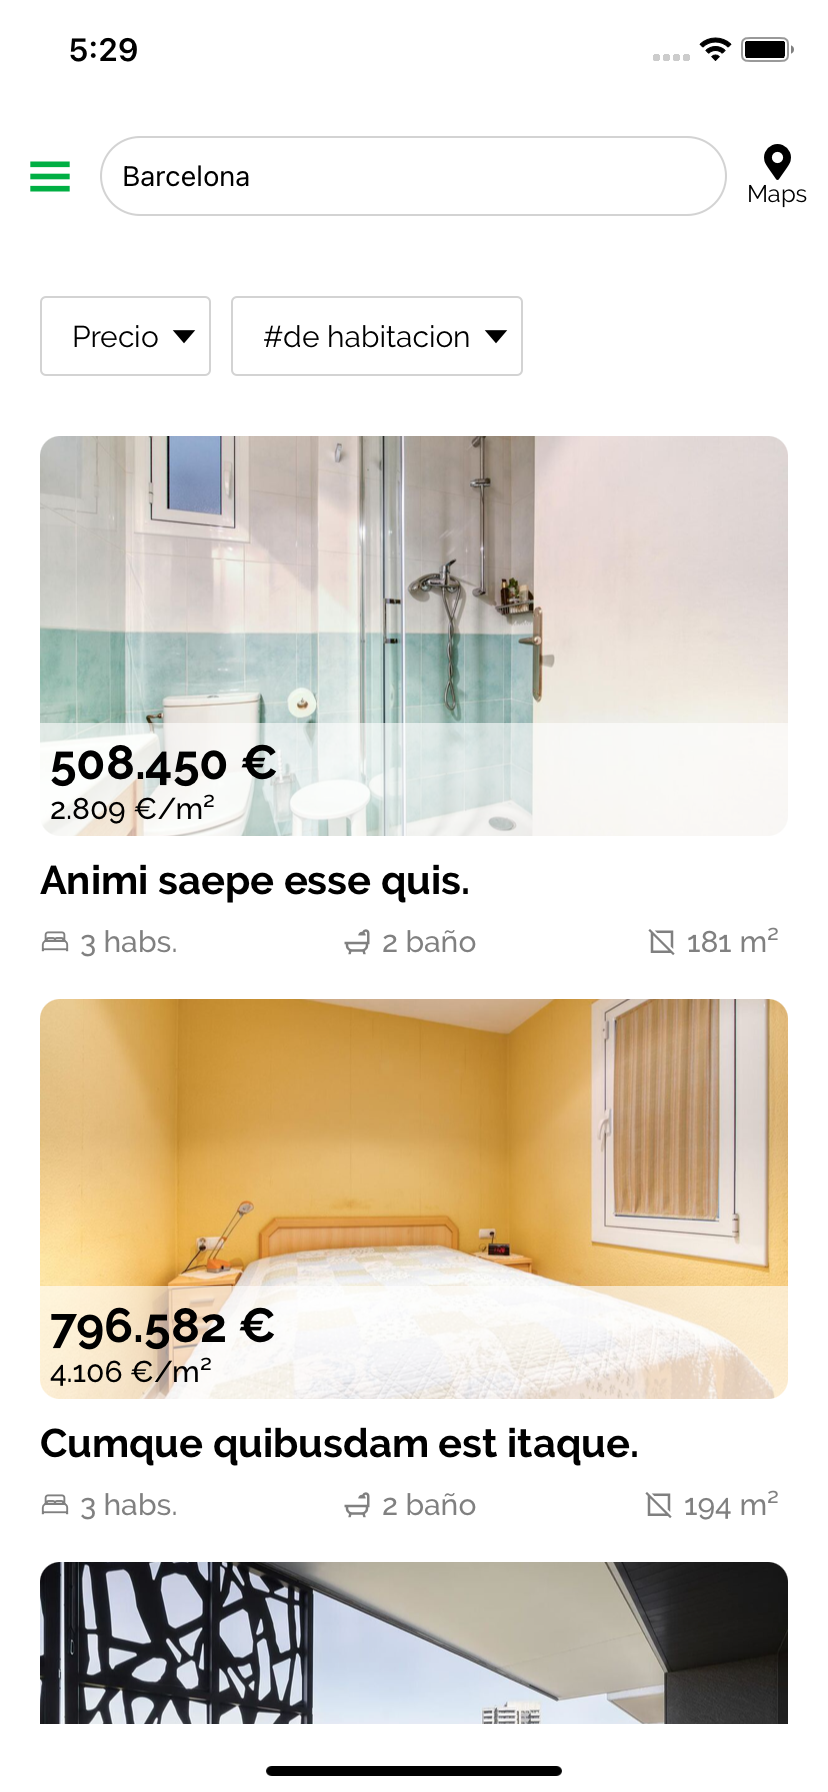 5:29
Barcelona
Maps
Precio
#de habitacion
508.450 €
2.809 €/m²
Animi saepe esse quis.
3 habs. 2 baño 181 m²
796.582 €
4.106 €/m²
Cumque quibusdam est itaque.
3 habs. 2 baño 194 m²